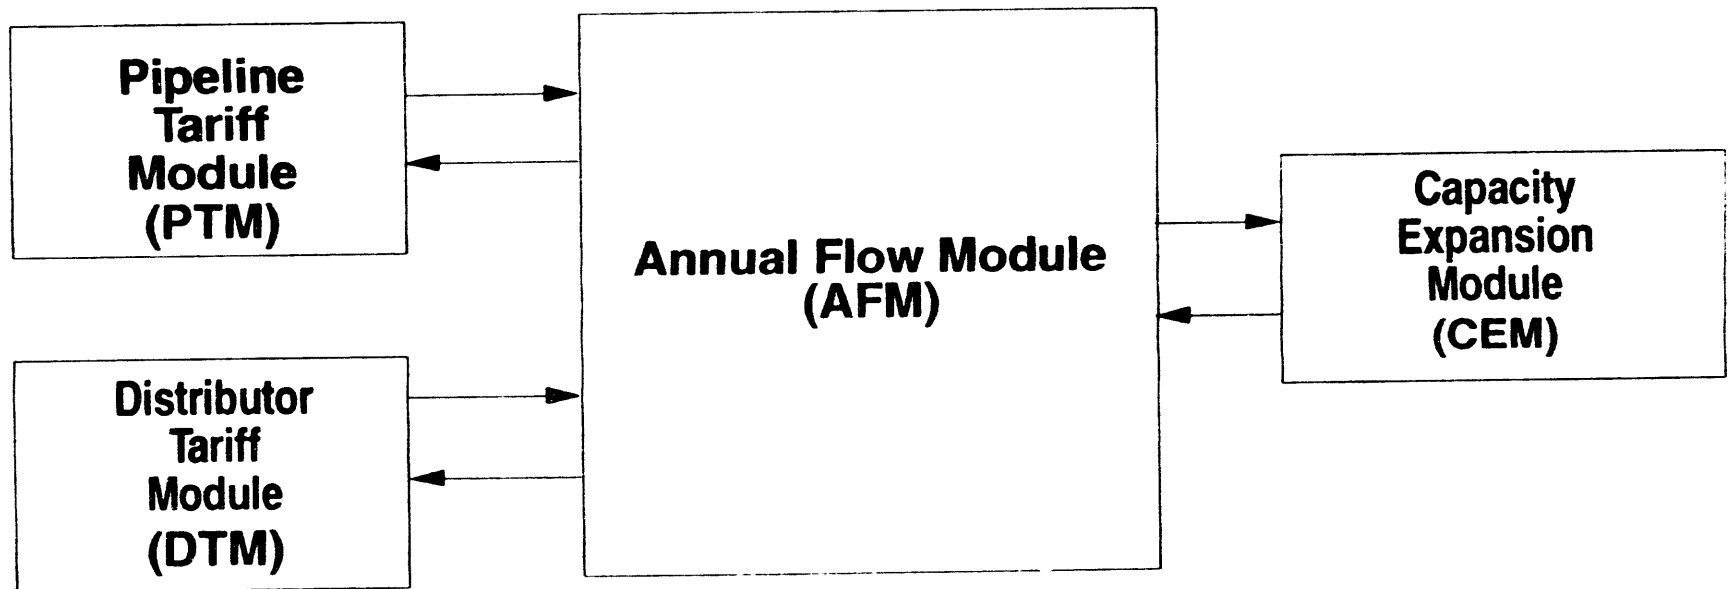 Pipeline
Tariff
Module
(PTM)
Annual Flow Module
(AFM)
Capacity
Expansion
Module
(CEM)
Distributor
Tariff
Module
(DTM)